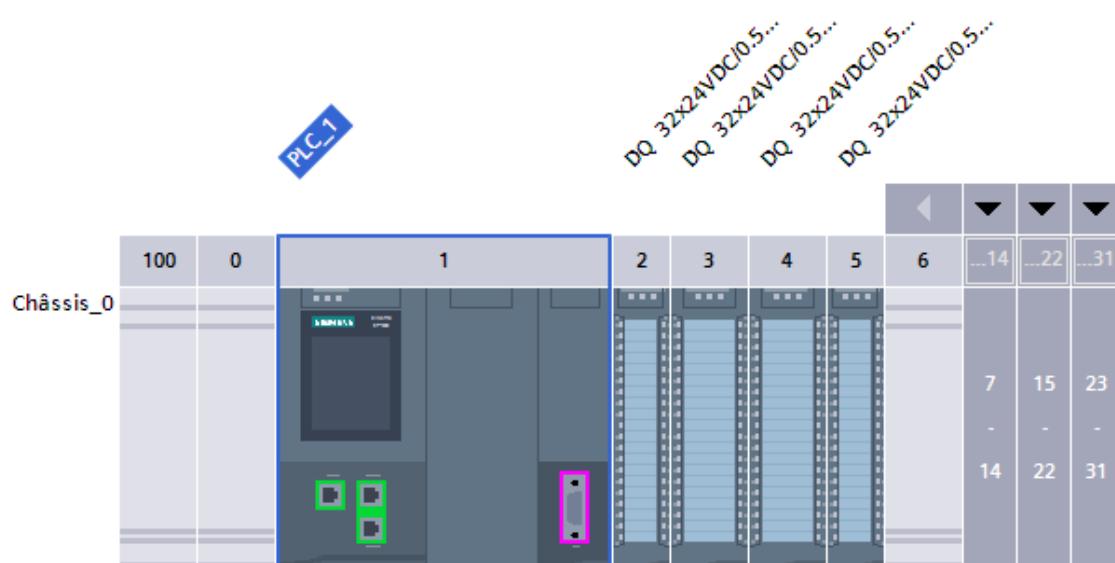 PLC_1
DQ 32x24VDC/0.5...
DQ 32x24VDC/0.5...
DQ 32x24VDC/0.5...
DQ 32x24VDC/0.5...
100 0 1 2 3 4 5 6 ...14 ...22 ...31
Châssis_0
SIEMENS
7 15 23
- - -
14 22 31